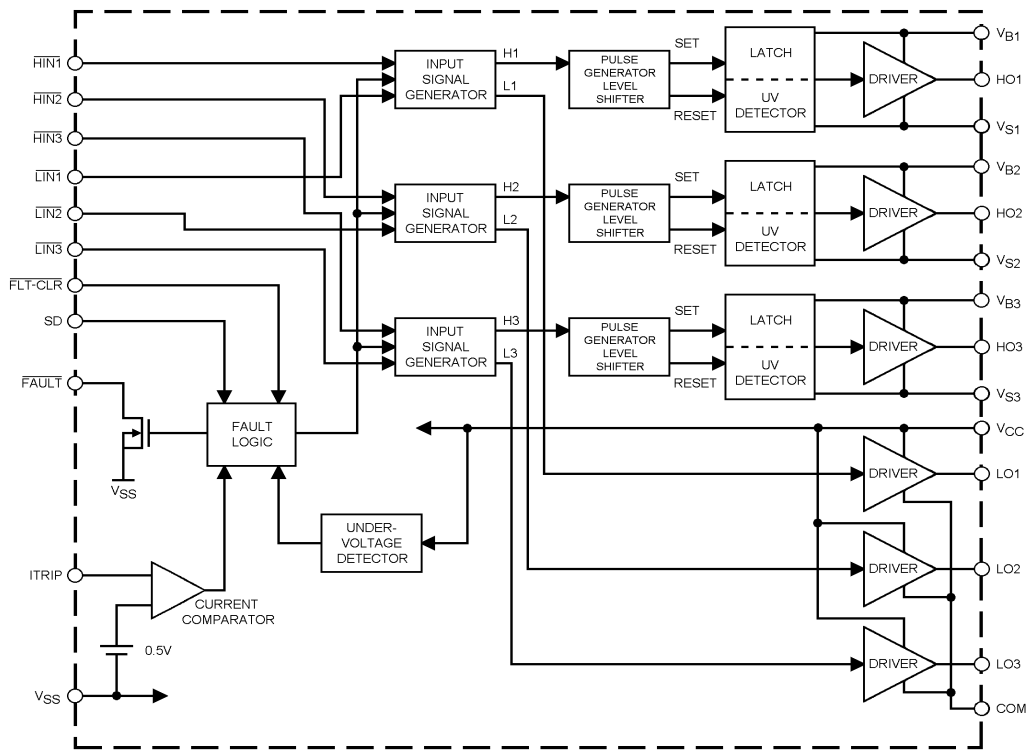 HIN1
HIN2
HIN3
LIN1
LIN2
LIN3
FLT-CLR
SD
FAULT
VSS
ITRIP
0.5V
VSS
CURRENT
COMPARATOR
FAULT
LOGIC
UNDER-
VOLTAGE
DETECTOR
INPUT
SIGNAL
GENERATOR
H1
L1
PULSE
GENERATOR
LEVEL
SHIFTER
SET
RESET
LATCH
UV
DETECTOR
DRIVER
VB1
HO1
VS1
INPUT
SIGNAL
GENERATOR
H2
L2
PULSE
GENERATOR
LEVEL
SHIFTER
SET
RESET
LATCH
UV
DETECTOR
DRIVER
VB2
HO2
VS2
INPUT
SIGNAL
GENERATOR
H3
L3
PULSE
GENERATOR
LEVEL
SHIFTER
SET
RESET
LATCH
UV
DETECTOR
DRIVER
VB3
HO3
VS3
VCC
DRIVER
LO1
DRIVER
LO2
DRIVER
LO3
COM